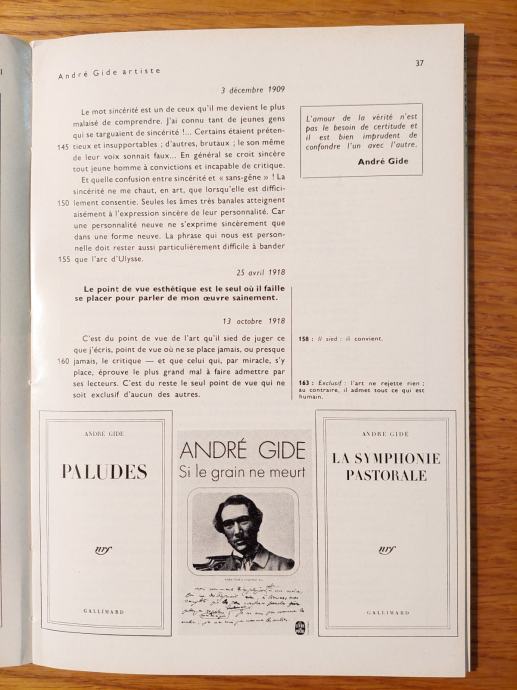 André Gide artiste
37
3 décembre 1909
Le mot sincérité est un de ceux qu'il me devient le plus
malaisé de comprendre. J'ai connu tant de jeunes gens
qui se targuaient de sincérité !... Certains étaient préten-
145 tieux et insupportables ; d'autres, brutaux ; le son même
de leur voix sonnait faux... En général se croit sincère
tout jeune homme à convictions et incapable de critique.
Et quelle confusion entre sincérité et « sans-gêne » ! La
sincérité ne me chaut, en art, que lorsqu'elle est diffici-
150 lement consentie. Seules les âmes très banales atteignent
aisément à l'expression sincère de leur personnalité. Car
une personnalité neuve ne s'exprime sincèrement que
dans une forme neuve. La phrase qui nous est person-
nelle doit rester aussi particulièrement difficile à bander
155 que l'arc d'Ulysse.
L'amour de la vérité n'est
pas le besoin de certitude et
il est bien imprudent de
confondre l'un avec l'autre.
André Gide
25 avril 1918
Le point de vue esthétique est le seul où il faille
se placer pour parler de mon œuvre sainement.
13 octobre 1918
C'est du point de vue de l'art qu'il sied de juger ce
que j'écris, point de vue où ne se place jamais, ou presque
160 jamais, le critique — et que celui qui, par miracle, s'y
place, éprouve le plus grand mal à faire admettre par
ses lecteurs. C'est du reste le seul point de vue qui ne
soit exclusif d'aucun des autres.
158 : Il sied : il convient.
163 : Exclusif : l'art ne rejette rien ;
au contraire, il admet tout ce qui est
humain.
ANDRÉ GIDE
PALUDES
nrf
GALLIMARD
ANDRÉ GIDE
Si le grain ne meurt
ANDRÉ GIDE
LA SYMPHONIE
PASTORALE
nrf
GALLIMARD